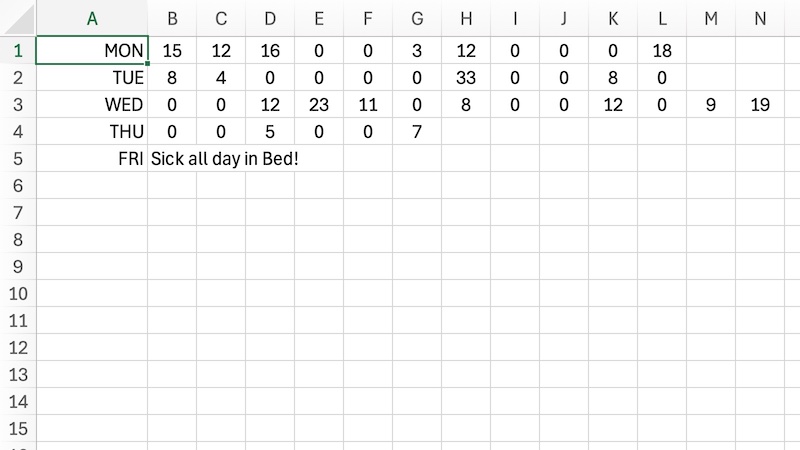 A B C D E F G H I J K L M N
1 MON 15 12 16 0 0 3 12 0 0 0 18
2 TUE 8 4 0 0 0 0 33 0 0 8 0
3 WED 0 0 12 23 11 0 8 0 0 12 0 9 19
4 THU 0 0 5 0 0 7
5 FRI Sick all day in Bed!
6
7
8
9
10
11
12
13
14
15